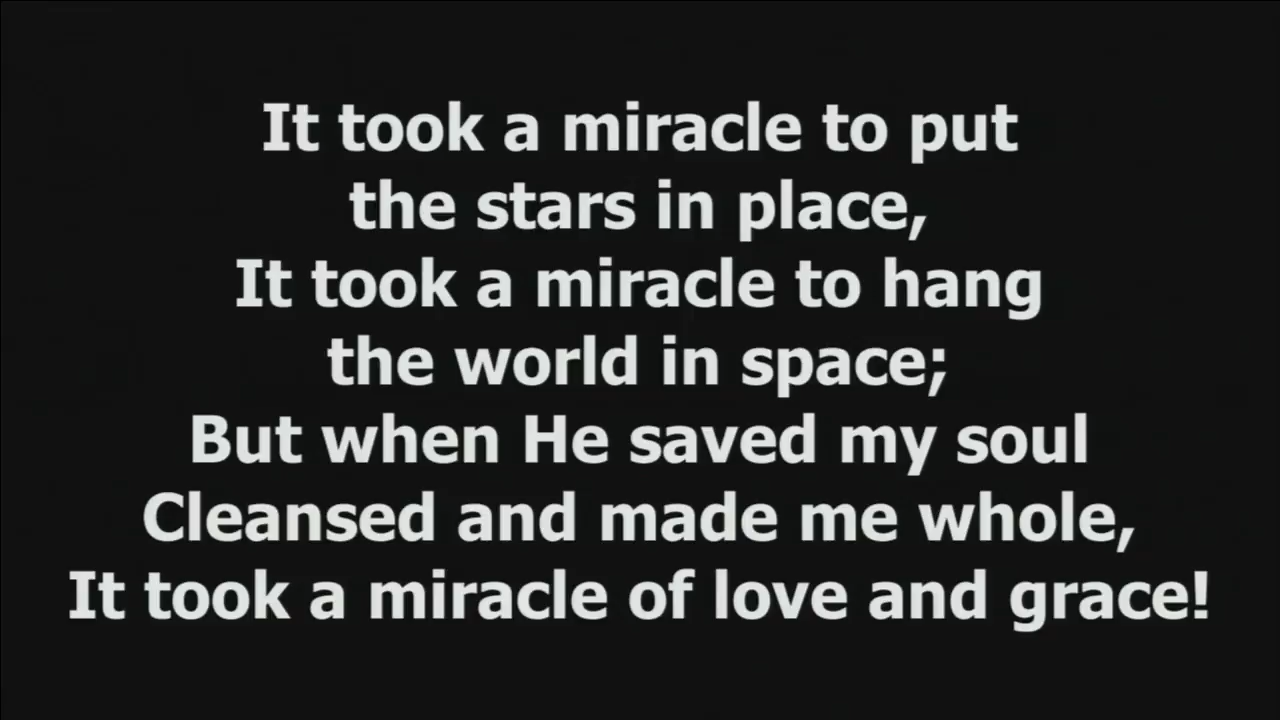 It took a miracle to put
the stars in place,
It took a miracle to hang
the world in space;
But when He saved my soul
Cleansed and made me whole,
It took a miracle of love and grace!